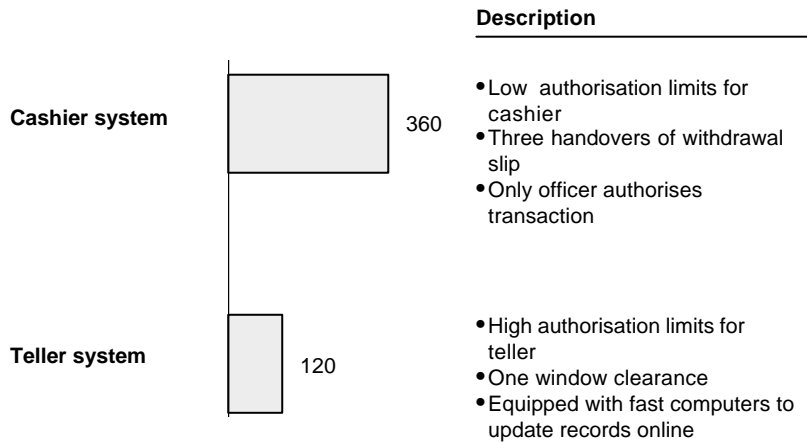 Description
Cashier system
360
•Low authorisation limits for
cashier
•Three handovers of withdrawal
slip
•Only officer authorises
transaction
Teller system
120
•High authorisation limits for
teller
•One window clearance
•Equipped with fast computers to
update records online